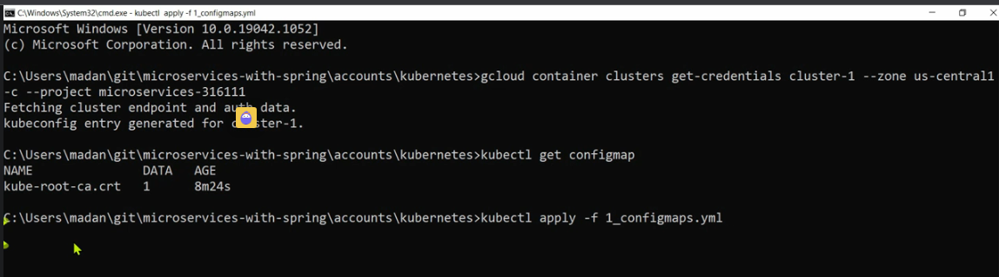 C:\Windows\System32\cmd.exe - kubectl  apply -f 1_configmaps.yml
Microsoft Windows [Version 10.0.19042.1052]
(c) Microsoft Corporation. All rights reserved.
C:\Users\madan\git\microservices-with-spring\accounts\kubernetes>gcloud container clusters get-credentials cluster-1 --zone us-central1
-c --project microservices-316111
Fetching cluster endpoint and auth data.
kubeconfig entry generated for cluster-1.
C:\Users\madan\git\microservices-with-spring\accounts\kubernetes>kubectl get configmap
NAME DATA AGE
kube-root-ca.crt 1 8m24s
C:\Users\madan\git\microservices-with-spring\accounts\kubernetes>kubectl apply -f 1_configmaps.yml